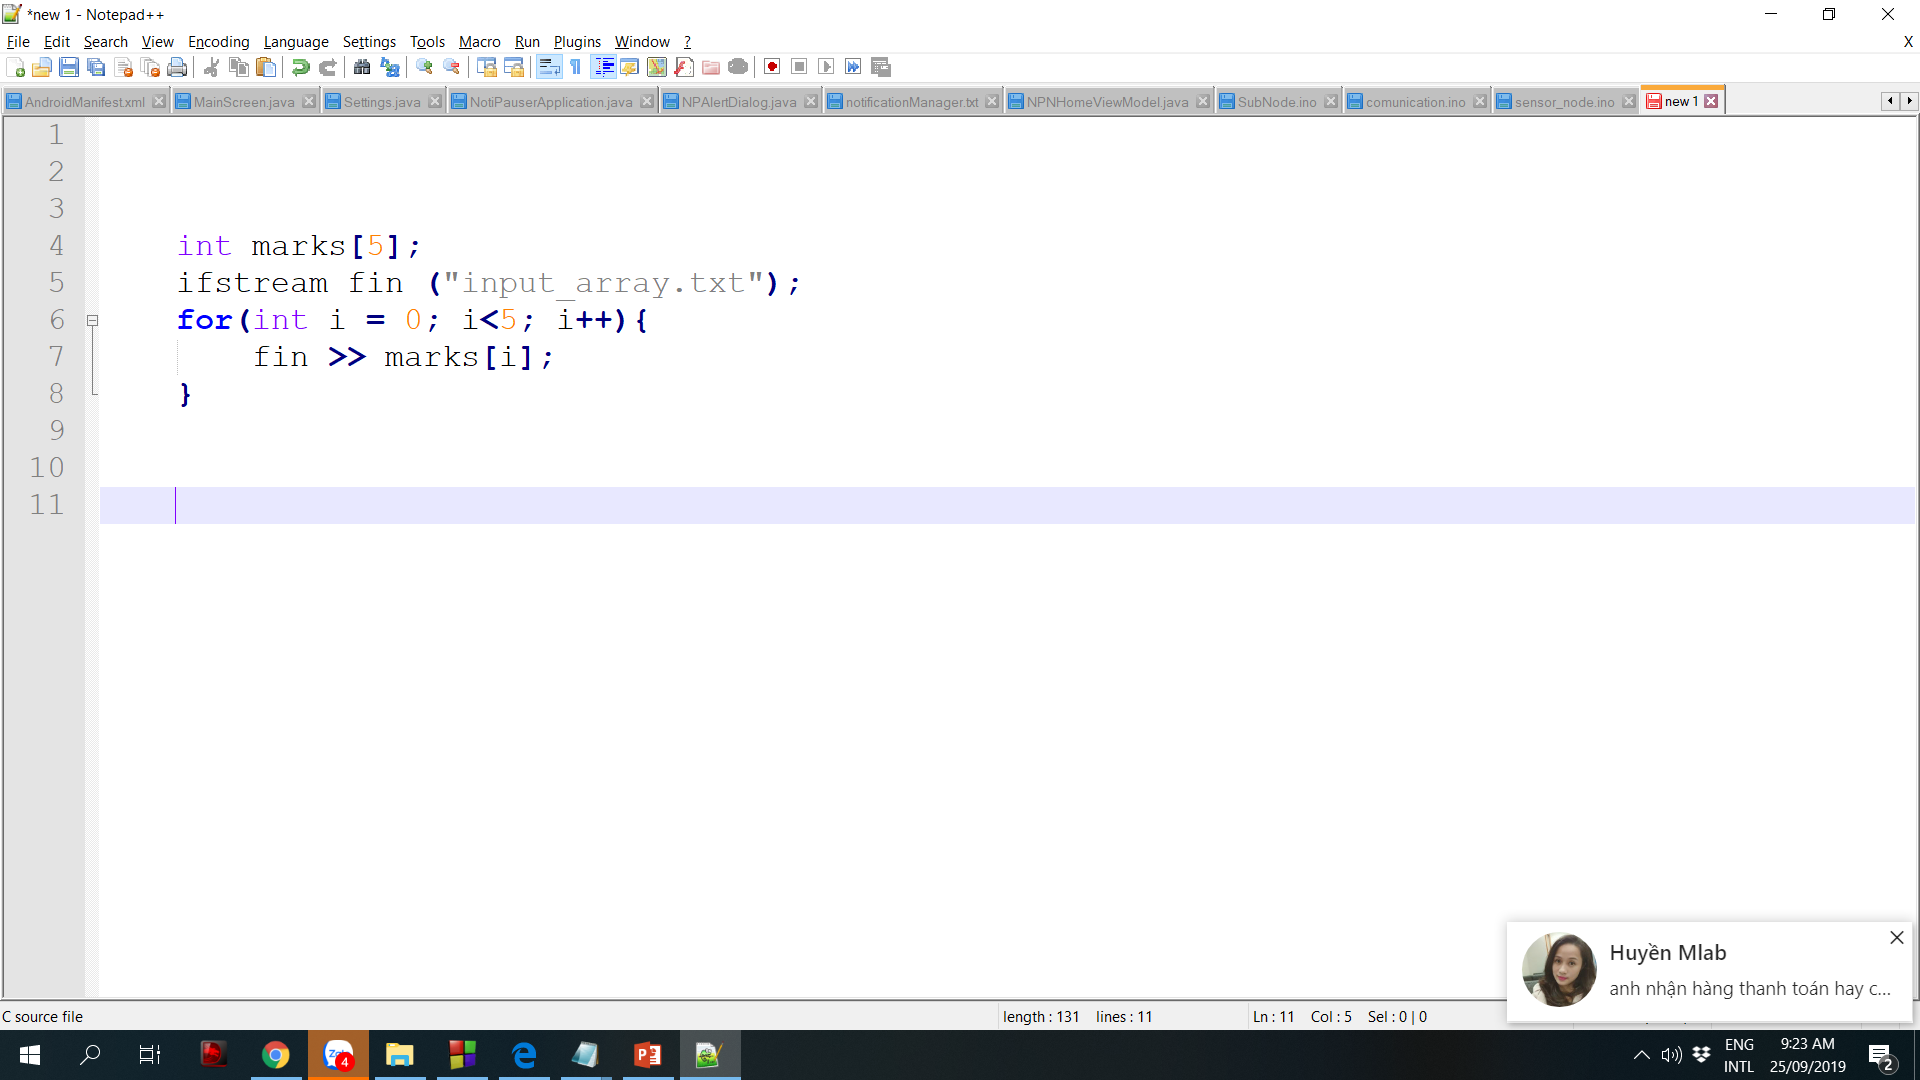 *new 1 - Notepad++
File Edit Search View Encoding Language Settings Tools Macro Run Plugins Window ? X
AndroidManifest.xml MainScreen.java Settings.java NotiPauserApplication.java NPAlertDialog.java notificationManager.txt NPNHomeViewModel.java SubNode.ino comunication.ino sensor_node.ino new 1
1
2
3
4 int marks[5];
5 ifstream fin ("input_array.txt");
6 for(int i = 0; i<5; i++){
7 fin >> marks[i];
8 }
9
10
11
Huyền Mlab
anh nhận hàng thanh toán hay c...
C source file length : 131 lines : 11 Ln : 11 Col : 5 Sel : 0 | 0
4
ENG
INTL
9:23 AM
25/09/2019
2